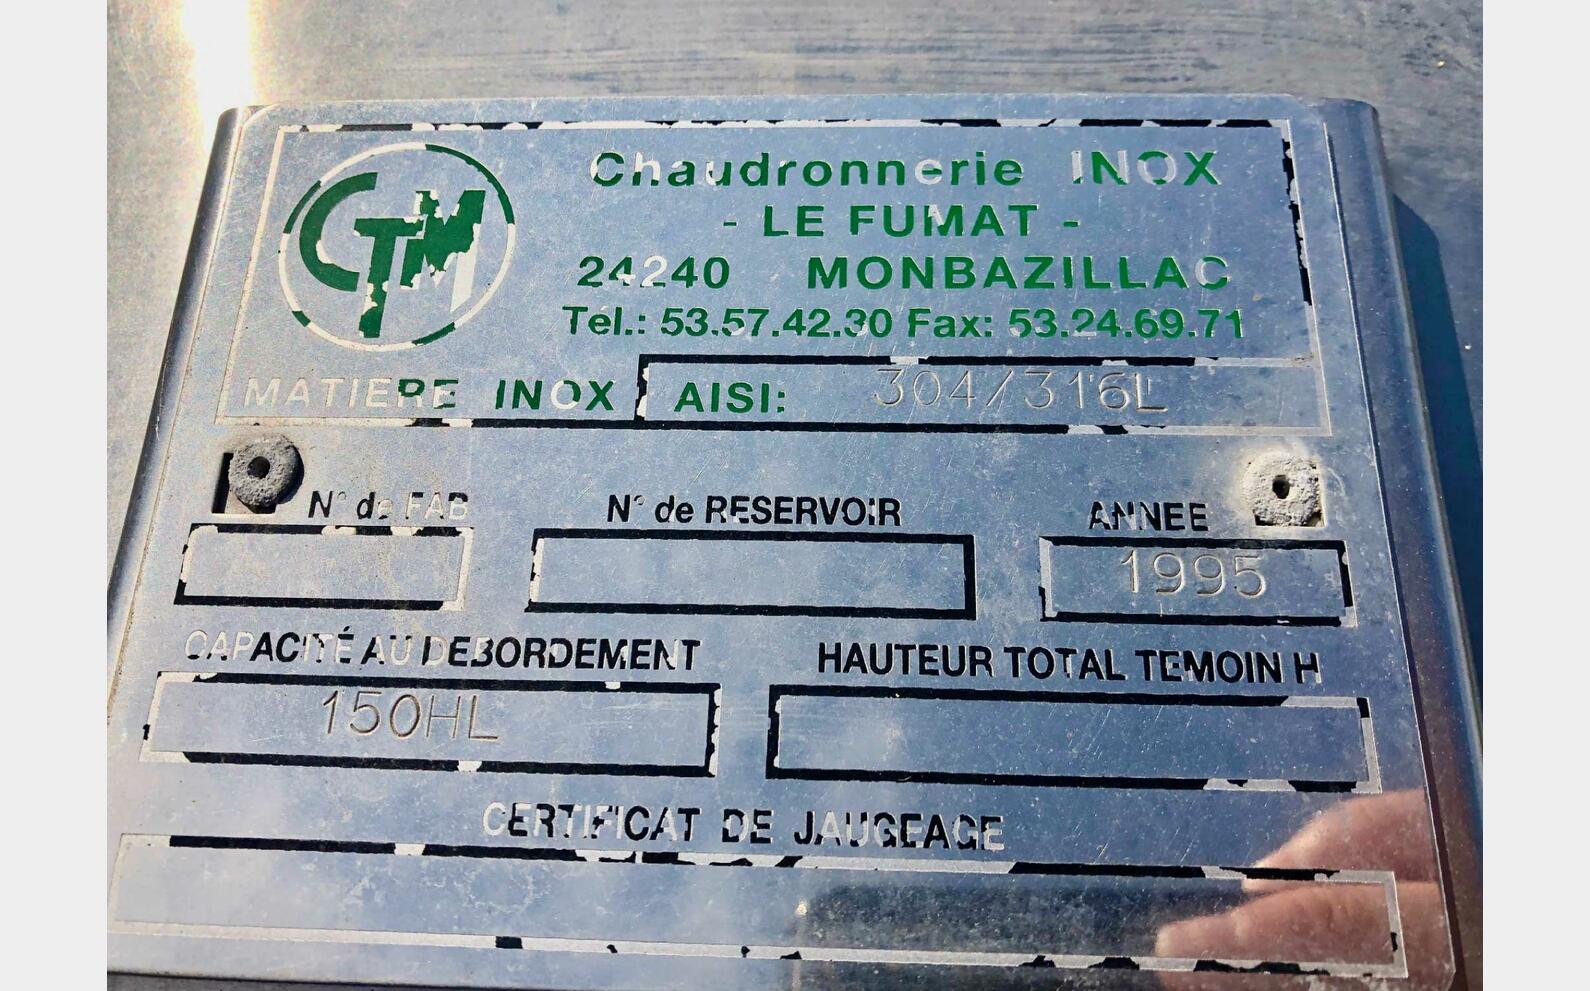 CTM
Chaudronnerie INOX
- LE FUMAT -
24240 MONBAZILLAC
Tél.: 53.57.42.30 Fax: 53.24.69.71
MATIERE INOX AISI: 304/316L
N° de FAB N° de RESERVOIR ANNEE
1995
CAPACITÉ AU DEBORDEMENT HAUTEUR TOTAL TEMOIN H
150HL
CERTIFICAT DE JAUGEAGE